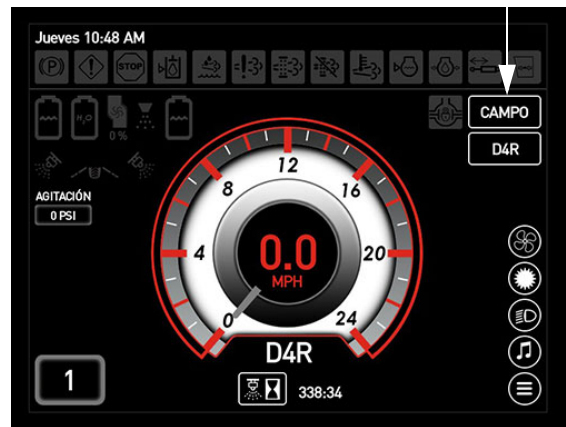 Jueves 10:48 AM
(P)
STOP
H₂O
0 %
CAMPO
D4R
AGITACIÓN
0 PSI
0
4
8
12
16
20
24
0.0
MPH
D4R
1
338:34